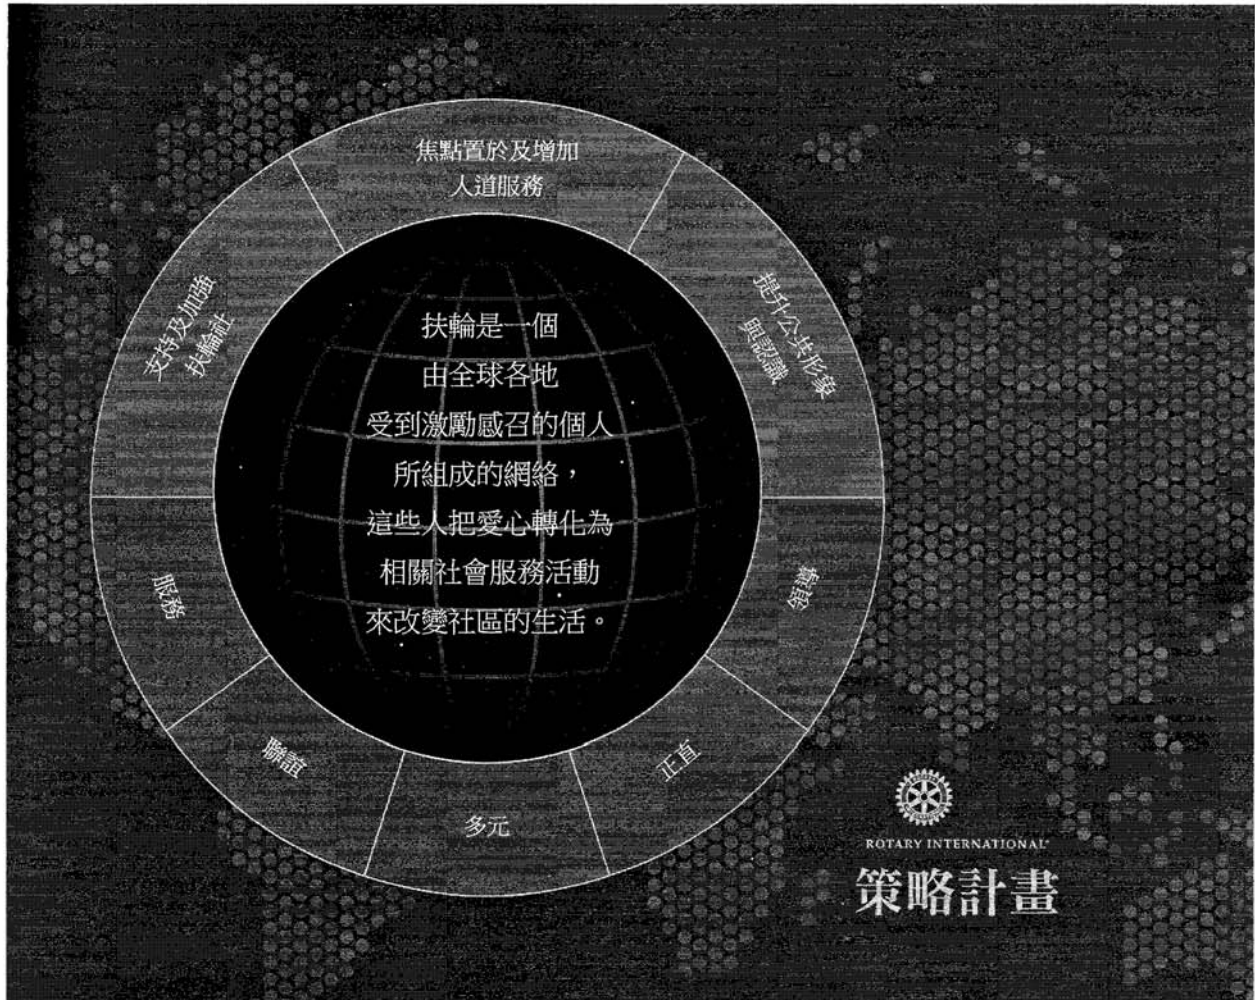 焦點置於及增加
人道服務
支持及加強
扶輪社
提升公共形象
與認識
扶輪是一個
由全球各地
受到激勵感召的個人
所組成的網絡，
這些人把愛心轉化為
相關社會服務活動
來改變社區的生活。
服務
聯誼
多元
正直
領導
ROTARY INTERNATIONAL
策略計畫